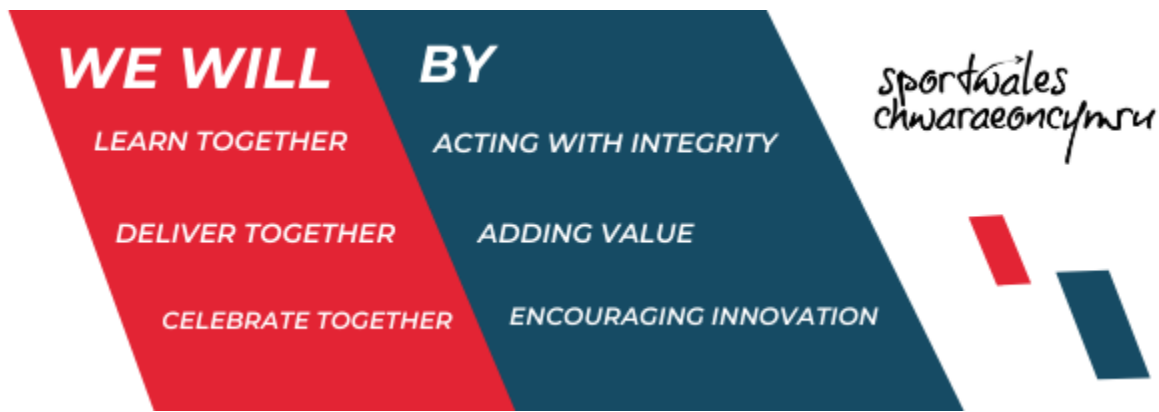 WE WILL
LEARN TOGETHER
DELIVER TOGETHER
CELEBRATE TOGETHER
BY
ACTING WITH INTEGRITY
ADDING VALUE
ENCOURAGING INNOVATION
sportwales
chwaraeoncymru